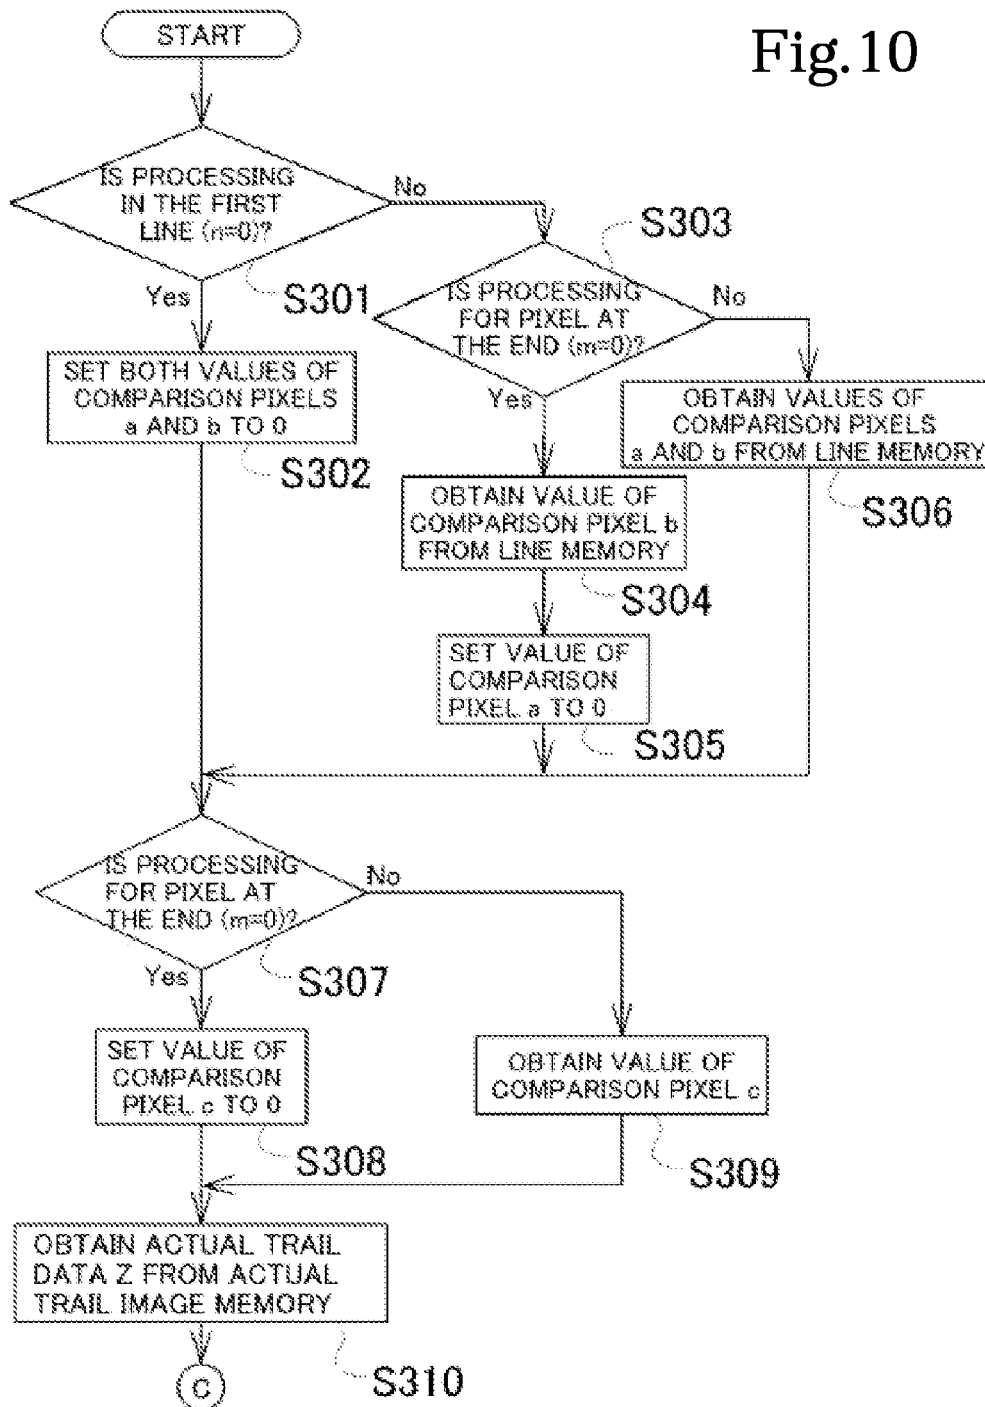 START
Fig.10
IS PROCESSING
IN THE FIRST
LINE (n=0)?
No
Yes
S301
S303
IS PROCESSING
FOR PIXEL AT
THE END (m=0)?
No
Yes
SET BOTH VALUES OF
COMPARISON PIXELS
a AND b TO 0
S302
OBTAIN VALUES OF
COMPARISON PIXELS
a AND b FROM LINE MEMORY
S306
OBTAIN VALUE OF
COMPARISON PIXEL b
FROM LINE MEMORY
S304
SET VALUE OF
COMPARISON
PIXEL a TO 0
S305
IS PROCESSING
FOR PIXEL AT
THE END (m=0)?
No
Yes
S307
SET VALUE OF
COMPARISON
PIXEL c TO 0
S308
OBTAIN VALUE OF
COMPARISON PIXEL c
S309
OBTAIN ACTUAL TRAIL
DATA Z FROM ACTUAL
TRAIL IMAGE MEMORY
S310
C